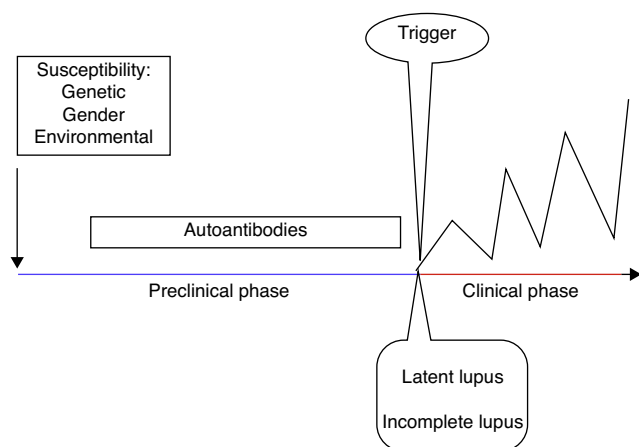 Trigger
Susceptibility:
Genetic
Gender
Environmental
Autoantibodies
Preclinical phase
Clinical phase
Latent lupus
Incomplete lupus